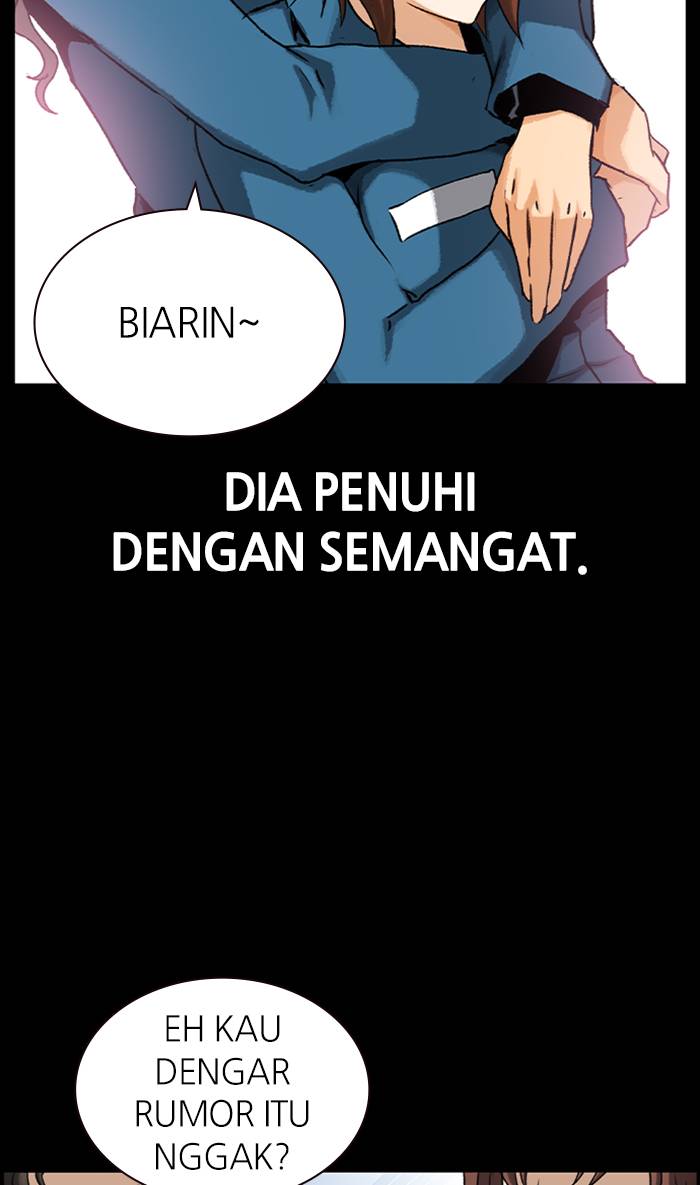 BIARIN~
DIA PENUHI
DENGAN SEMANGAT.
EH KAU
DENGAR
RUMOR ITU
NGGAK?